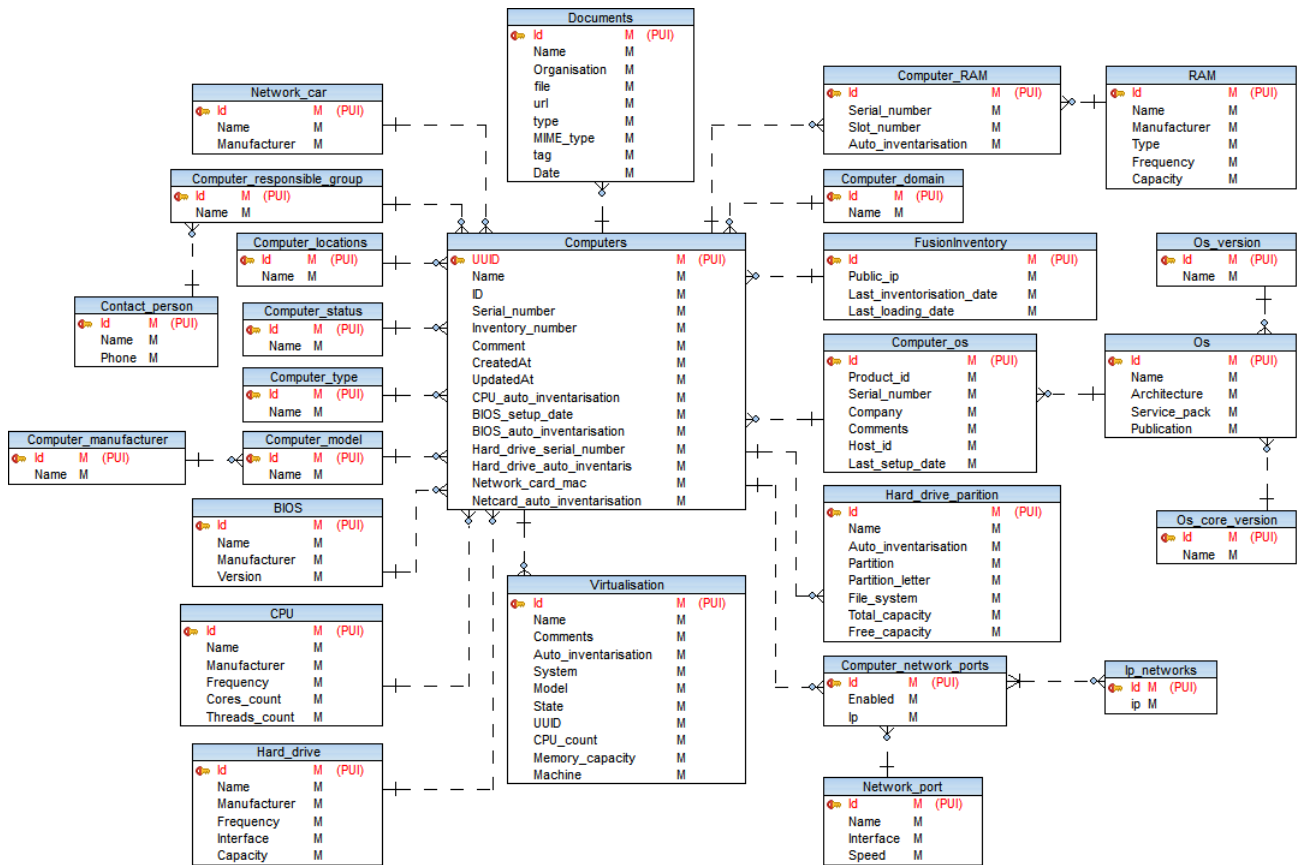 Documents
Id M (PUI)
Name M
Organisation M
file M
url M
type M
MIME_type M
tag M
Date M
Network_car
Id M (PUI)
Name M
Manufacturer M
Computer_responsible_group
Id M (PUI)
Name M
Computer_locations
Id M (PUI)
Name M
Contact_person
Id M (PUI)
Name M
Phone M
Computer_status
Id M (PUI)
Name M
Computer_type
Id M (PUI)
Name M
Computer_manufacturer
Id M (PUI)
Name M
Computer_model
Id M (PUI)
Name M
BIOS
Id M (PUI)
Name M
Manufacturer M
Version M
CPU
Id M (PUI)
Name M
Manufacturer M
Frequency M
Cores_count M
Threads_count M
Hard_drive
Id M (PUI)
Name M
Manufacturer M
Frequency M
Interface M
Capacity M
Computers
UUID M (PUI)
Name M
ID M
Serial_number M
Inventory_number M
Comment M
CreatedAt M
UpdatedAt M
CPU_auto_inventarisation M
BIOS_setup_date M
BIOS_auto_inventarisation M
Hard_drive_serial_number M
Hard_drive_auto_inventaris M
Network_card_mac M
Netcard_auto_inventarisation M
Virtualisation
Id M (PUI)
Name M
Comments M
Auto_inventarisation M
System M
Model M
State M
UUID M
CPU_count M
Memory_capacity M
Machine M
Computer_RAM
Id M (PUI)
Serial_number M
Slot_number M
Auto_inventarisation M
RAM
Id M (PUI)
Name M
Manufacturer M
Type M
Frequency M
Capacity M
Computer_domain
Id M (PUI)
Name M
FusionInventory
Id M (PUI)
Public_ip M
Last_inventorisation_date M
Last_loading_date M
Os_version
Id M (PUI)
Name M
Computer_os
Id M (PUI)
Product_id M
Serial_number M
Company M
Comments M
Host_id M
Last_setup_date M
Os
Id M (PUI)
Name M
Architecture M
Service_pack M
Publication M
Hard_drive_parition
Id M (PUI)
Name M
Auto_inventarisation M
Partition M
Partition_letter M
File_system M
Total_capacity M
Free_capacity M
Os_core_version
Id M (PUI)
Name M
Computer_network_ports
Id M (PUI)
Enabled M
Ip M
Ip_networks
Id M (PUI)
ip M
Network_port
Id M (PUI)
Name M
Interface M
Speed M